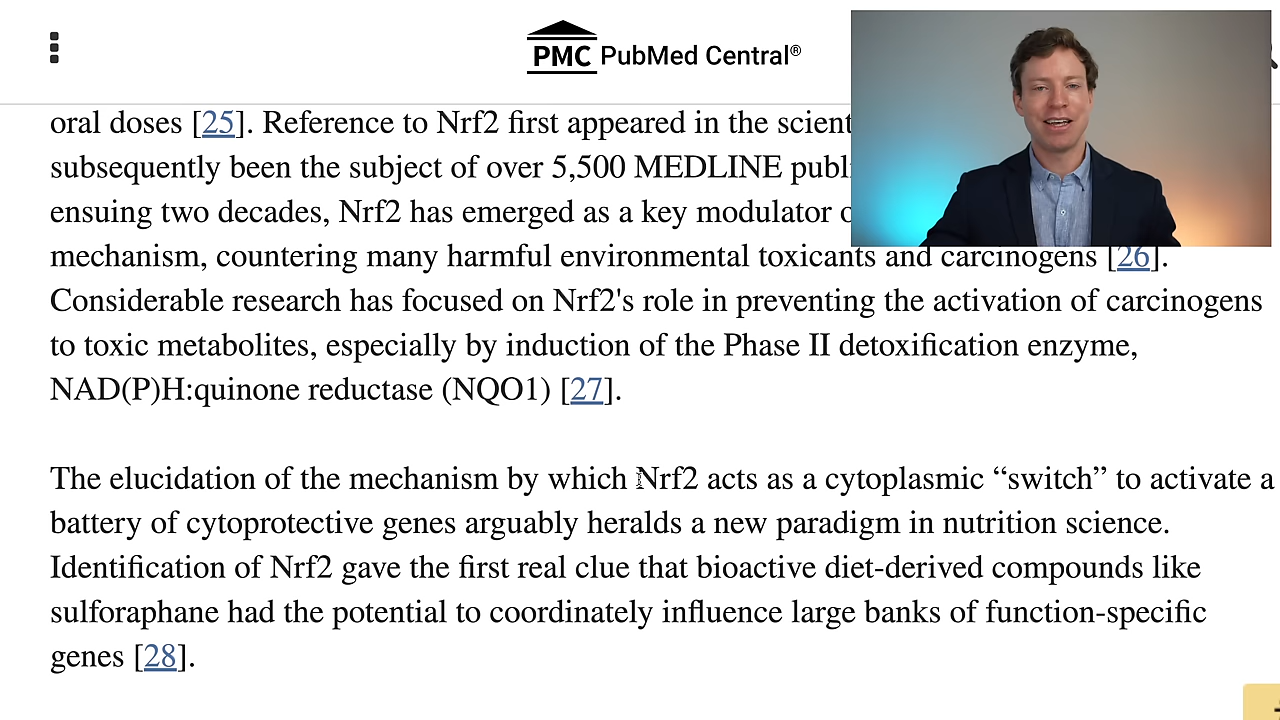 PMC PubMed Central®
oral doses [25]. Reference to Nrf2 first appeared in the
subsequently been the subject of over 5,500 MEDLINE
ensuing two decades, Nrf2 has emerged as a key modulator
mechanism, countering many harmful environmental toxicants and carcinogens [26].
Considerable research has focused on Nrf2's role in preventing the activation of carcinogens
to toxic metabolites, especially by induction of the Phase II detoxification enzyme,
NAD(P)H:quinone reductase (NQO1) [27].
The elucidation of the mechanism by which Nrf2 acts as a cytoplasmic “switch” to activate a
battery of cytoprotective genes arguably heralds a new paradigm in nutrition science.
Identification of Nrf2 gave the first real clue that bioactive diet-derived compounds like
sulforaphane had the potential to coordinately influence large banks of function-specific
genes [28].